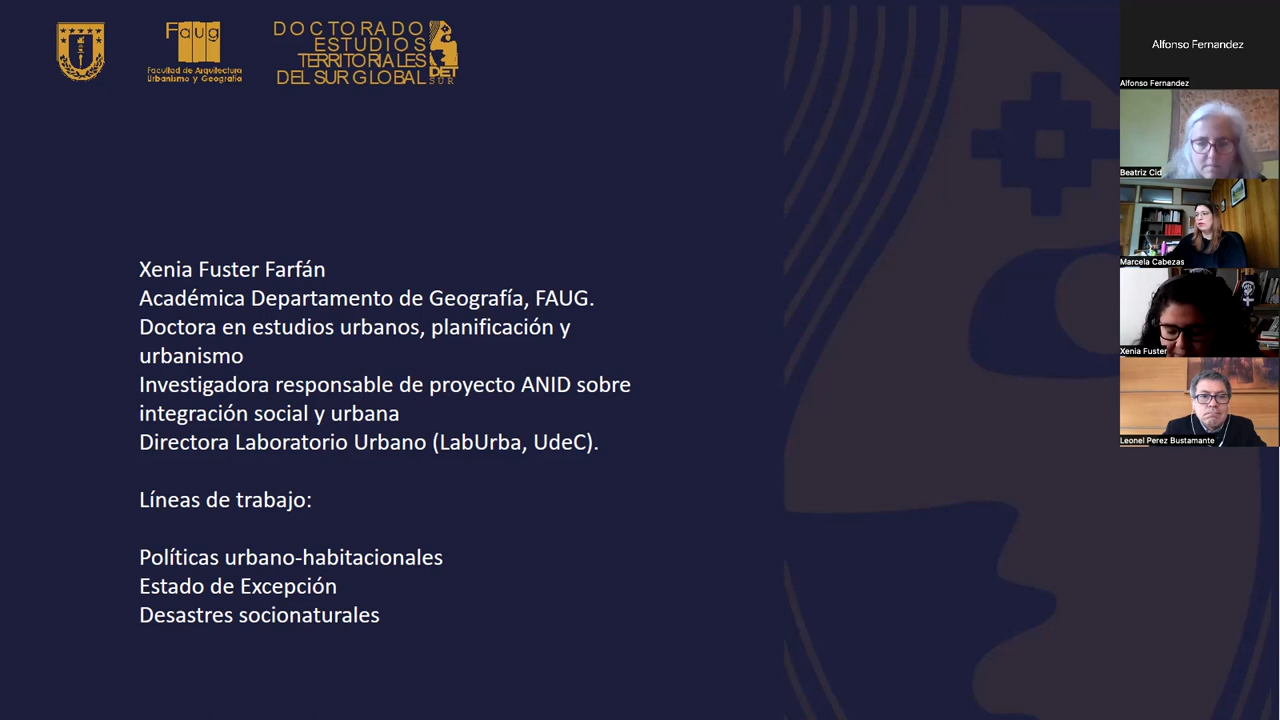 Faug
Facultad de Arquitectura
Urbanismo y Geografía
DOCTORADO
ESTUDIOS
TERRITORIALES
DEL SUR GLOBAL
DET
SUR
Xenia Fuster Farfán
Académica Departamento de Geografía, FAUG.
Doctora en estudios urbanos, planificación y
urbanismo
Investigadora responsable de proyecto ANID sobre
integración social y urbana
Directora Laboratorio Urbano (LabUrba, UdeC).
Líneas de trabajo:
Políticas urbano-habitacionales
Estado de Excepción
Desastres socionaturales
Alfonso Fernandez
Alfonso Fernandez
Beatriz Cid
Marcela Cabezas
Xenia Fuster
Leonel Perez Bustamante